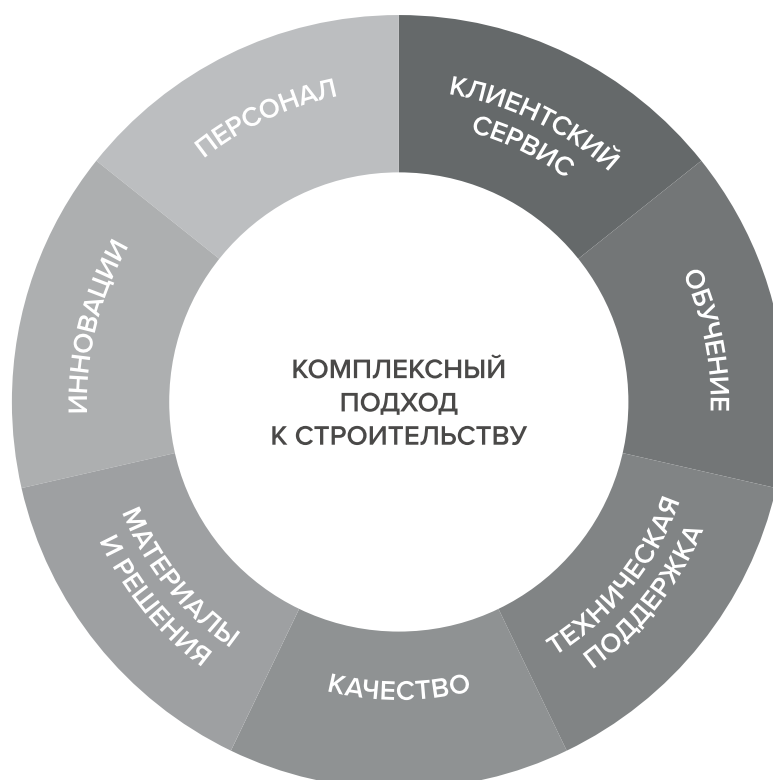 КЛИЕНТСКИЙ
СЕРВИС
ОБУЧЕНИЕ
ТЕХНИЧЕСКАЯ
ПОДДЕРЖКА
КАЧЕСТВО
МАТЕРИАЛЫ
И РЕШЕНИЯ
ИННОВАЦИИ
ПЕРСОНАЛ
КОМПЛЕКСНЫЙ
ПОДХОД
К СТРОИТЕЛЬСТВУ